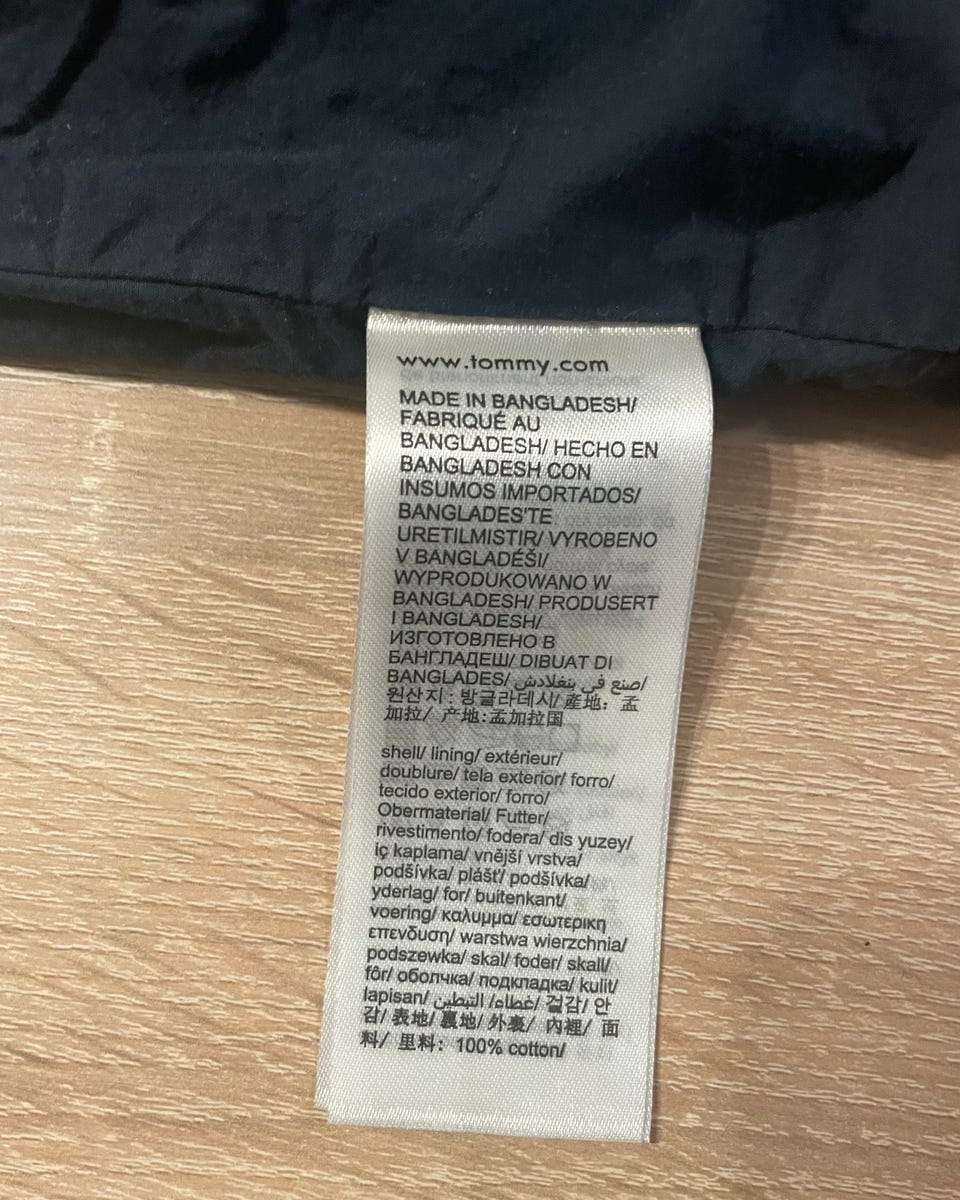 www.tommy.com
MADE IN BANGLADESH/
FABRIQUÉ AU
BANGLADESH/ HECHO EN
BANGLADESH CON
INSUMOS IMPORTADOS/
BANGLADES'TE
URETILMISTIR/ VYROBENO
V BANGLADÉŠI/
WYPRODUKOWANO W
BANGLADESH/ PRODUSERT
I BANGLADESH/
ИЗГОТОВЛЕНО В
БАНГЛАДЕШ/ DIBUAT DI
BANGLADES/ صنع في بنغلادش/
원산지 : 방글라데시/ 產地: 孟
加拉/ 产地:孟加拉国
shell/ lining/ extérieur/
doublure/ tela exterior/ forro/
tecido exterior/ forro/
Obermaterial/ Futter/
rivestimento/ fodera/ dis yuzey/
iç kaplama/ vnější vrstva/
podšívka/ plášť/ podšívka/
yderlag/ for/ buitenkant/
voering/ καλυμμα/ εσωτερικη
επενδυση/ warstwa wierzchnia/
podszewka/ skal/ foder/ skall/
fôr/ оболчка/ подкладка/ kulit/
lapisan/ غطاء/ التبطين/ 겉감/ 안
감/ 表地/ 裏地/ 外裹/ 內裡/ 面
料/ 里料: 100% cotton/